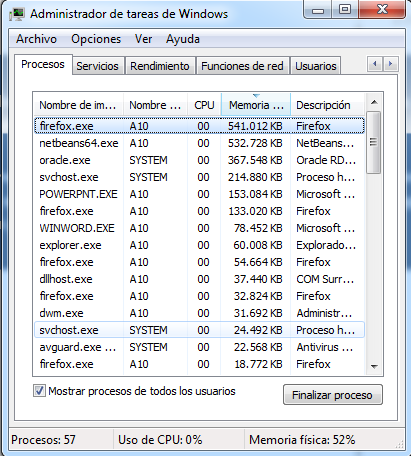 Administrador de tareas de Windows
Archivo Opciones Ver Ayuda
Procesos Servicios Rendimiento Funciones de red Usuarios
Nombre de im... Nombre ... CPU Memoria ... Descripción
firefox.exe A10 00 541.012 KB Firefox
netbeans64.exe A10 00 532.728 KB NetBeans...
oracle.exe SYSTEM 00 367.548 KB Oracle RD...
svchost.exe SYSTEM 00 214.880 KB Proceso h...
POWERPNT.EXE A10 00 153.084 KB Microsoft ...
firefox.exe A10 00 133.020 KB Firefox
WINWORD.EXE A10 00 78.452 KB Microsoft ...
explorer.exe A10 00 60.008 KB Explorado...
firefox.exe A10 00 54.664 KB Firefox
dllhost.exe A10 00 37.440 KB COM Surr...
firefox.exe A10 00 32.824 KB Firefox
dwm.exe A10 00 31.692 KB Administr...
svchost.exe SYSTEM 00 24.492 KB Proceso h...
avguard.exe ... SYSTEM 00 22.568 KB Antivirus ...
firefox.exe A10 00 18.772 KB Firefox
Mostrar procesos de todos los usuarios Finalizar proceso
Procesos: 57 Uso de CPU: 0% Memoria física: 52%